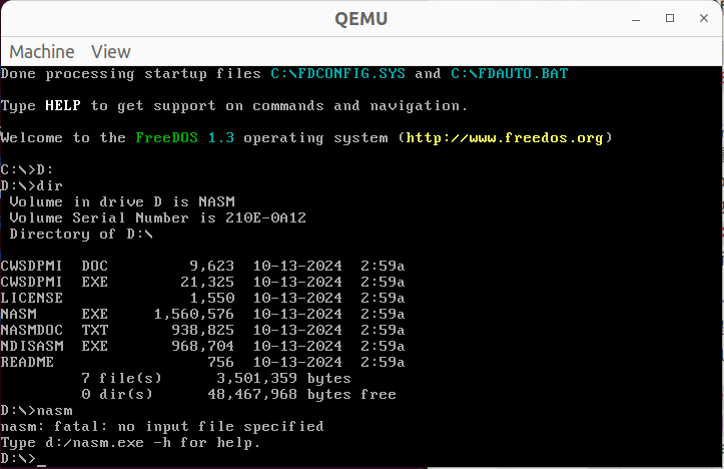 QEMU
Machine View
Done processing startup files C:\FDCONFIG.SYS and C:\FDAUTO.BAT
Type HELP to get support on commands and navigation.
Welcome to the FreeDOS 1.3 operating system (http://www.freedos.org)
C:\>D:
D:\>dir
Volume in drive D is NASM
Volume Serial Number is 210E-0A12
Directory of D:\
CWSDPMI DOC 9,623 10-13-2024 2:59a
CWSDPMI EXE 21,325 10-13-2024 2:59a
LICENSE 1,550 10-13-2024 2:59a
NASM EXE 1,560,576 10-13-2024 2:59a
NASMDOC TXT 938,825 10-13-2024 2:59a
NDISASM EXE 968,704 10-13-2024 2:59a
README 756 10-13-2024 2:59a
7 file(s) 3,501,359 bytes
0 dir(s) 48,467,968 bytes free
D:\>nasm
nasm: fatal: no input file specified
Type d:/nasm.exe -h for help.
D:\>_